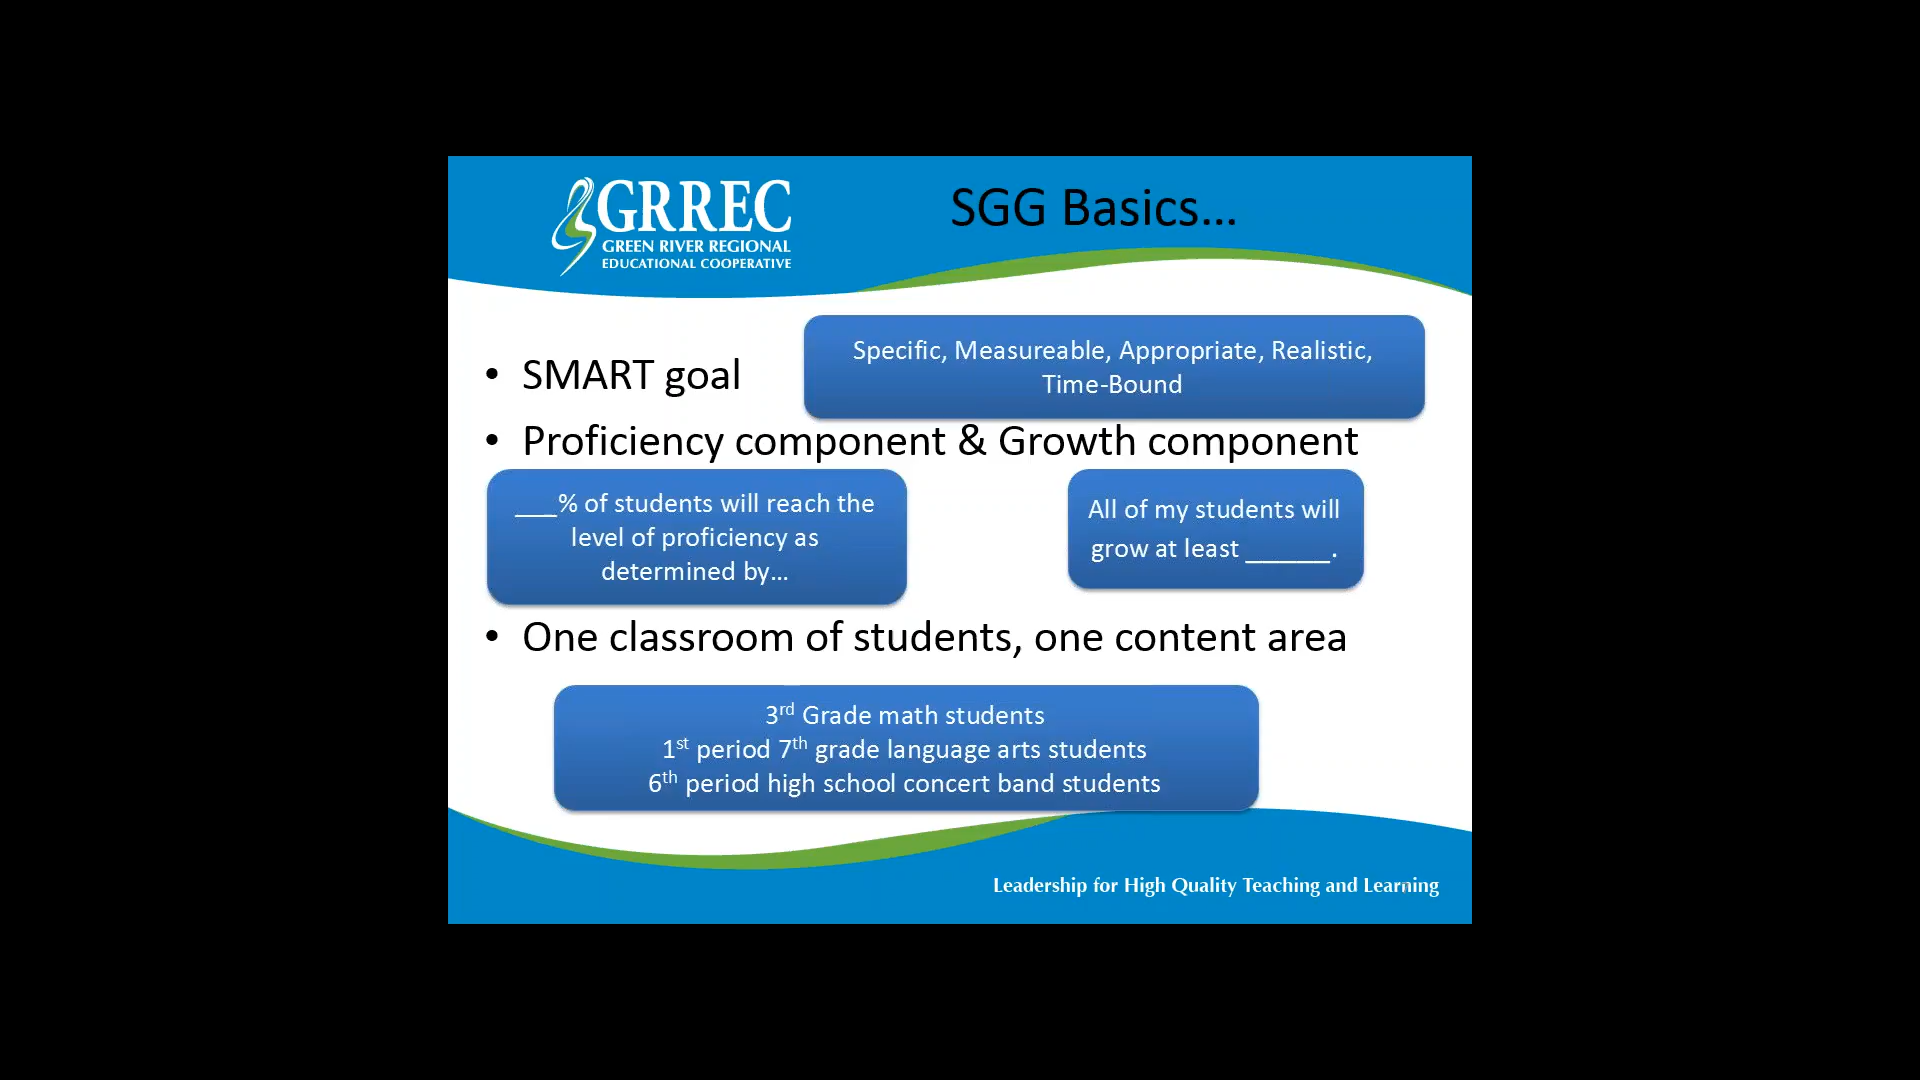 GRREC
GREEN RIVER REGIONAL
EDUCATIONAL COOPERATIVE
SGG Basics...
• SMART goal
Specific, Measureable, Appropriate, Realistic,
Time-Bound
• Proficiency component & Growth component
___% of students will reach the
level of proficiency as
determined by...
All of my students will
grow at least ______.
• One classroom of students, one content area
3rd Grade math students
1st period 7th grade language arts students
6th period high school concert band students
Leadership for High Quality Teaching and Learning